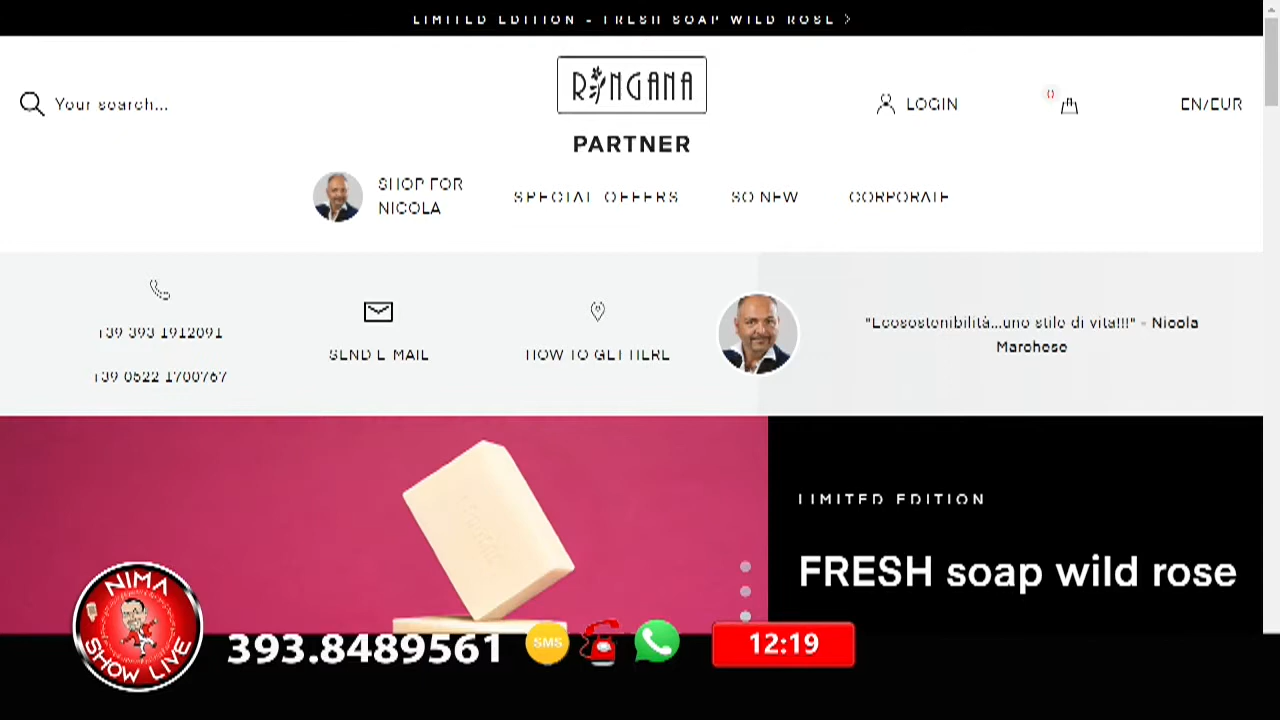 LIMITED EDITION - FRESH SOAP WILD ROSE >
Your search...
RINGANA
PARTNER
LOGIN
0
EN/EUR
SHOP FOR
NICOLA
SPECIAL OFFERS
SO NEW
CORPORATE
+39 393 1912091
+39 0522 1700767
SEND E-MAIL
HOW TO GET HERE
"Ecosostenibilità...uno stile di vita!!!" - Nicola
Marchese
LIMITED EDITION
FRESH soap wild rose
NIMA
SHOW LIVE
393.8489561
SMS
12:19